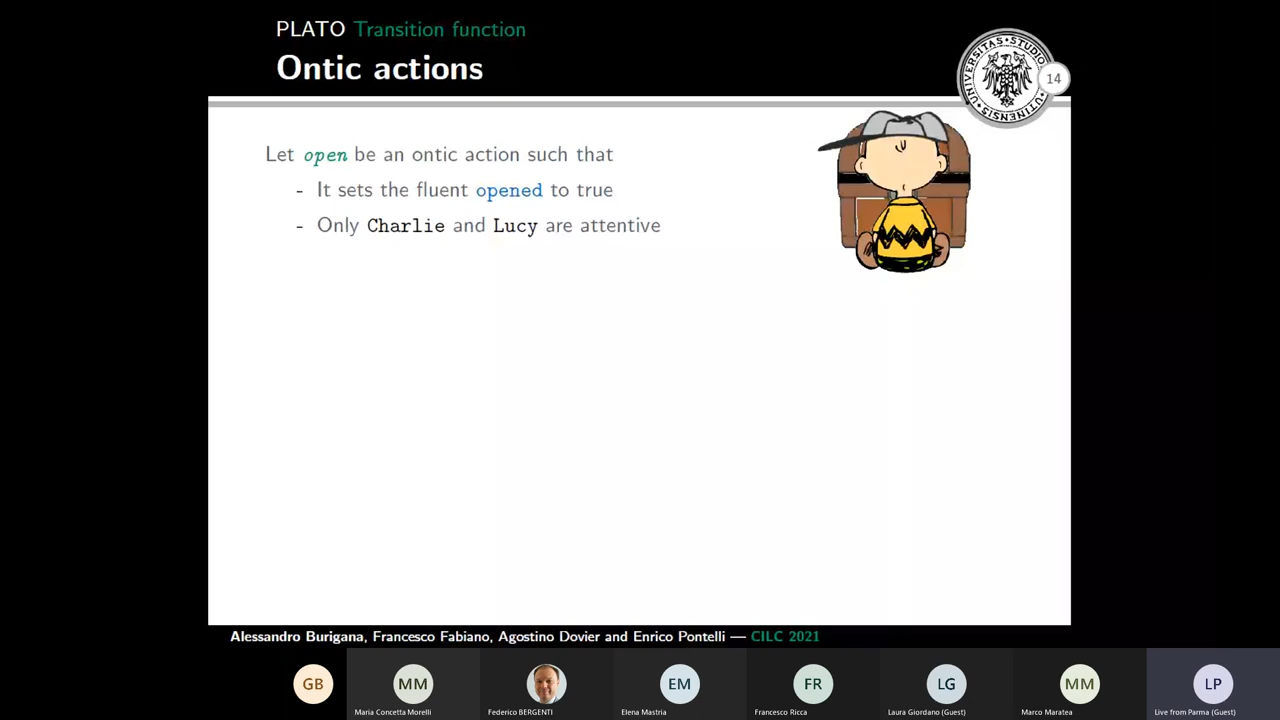 PLATO Transition function
Ontic actions
UNIVERSITAS·STUDIORUM·UTINENSIS
14
Let open be an ontic action such that
- It sets the fluent opened to true
- Only Charlie and Lucy are attentive
Alessandro Burigana, Francesco Fabiano, Agostino Dovier and Enrico Pontelli — CILC 2021
GB
MM
EM
FR
LG
MM
LP
Maria Concetta Morelli
Federico BERGENTI
Elena Mastria
Francesco Ricca
Laura Giordano (Guest)
Marco Maratea
Live from Parma (Guest)